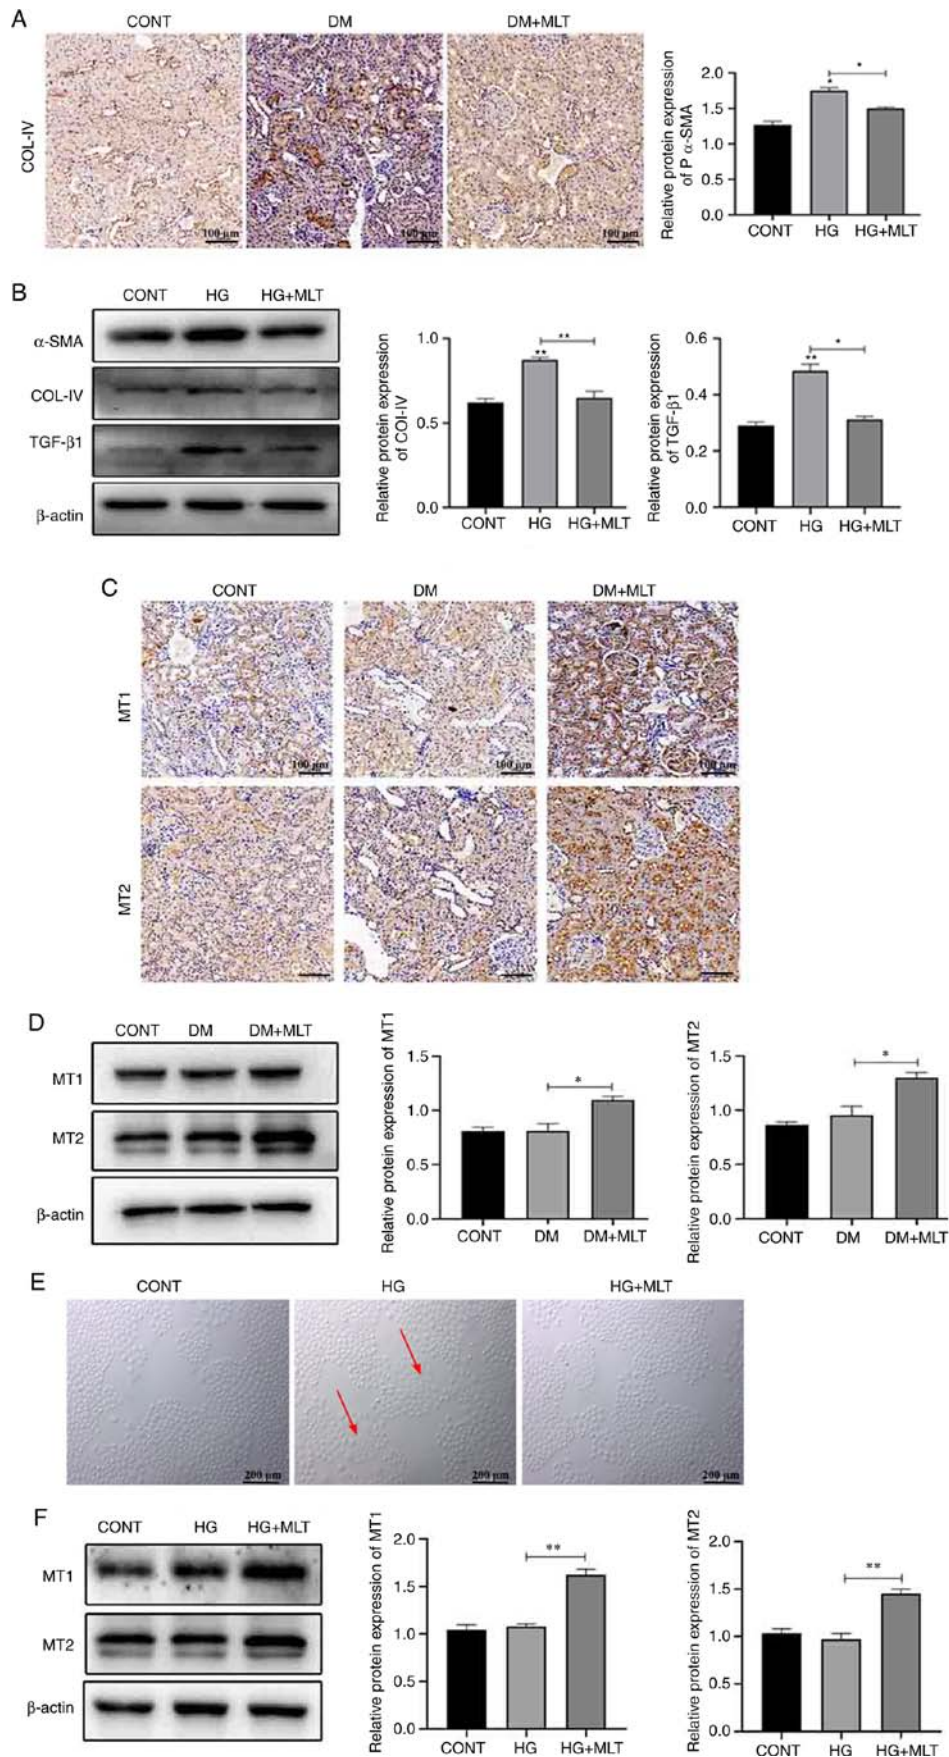 A
CONT DM DM+MLT
COL-IV
100 μm 100 μm 100 μm
Relative protein expression
of P α-SMA
2.0
1.5
1.0
0.5
0.0
*
*
CONT HG HG+MLT
B
CONT HG HG+MLT
α-SMA
COL-IV
TGF-β1
β-actin
Relative protein expression
of COI-IV
1.0
0.5
0.0
**
**
CONT HG HG+MLT
Relative protein expression
of TGF-β1
0.6
0.4
0.2
0.0
*
**
CONT HG HG+MLT
C
CONT DM DM+MLT
MT1
100 μm 100 μm 100 μm
MT2
D
CONT DM DM+MLT
MT1
MT2
β-actin
Relative protein expression of MT1
1.5
1.0
0.5
0.0
*
CONT DM DM+MLT
Relative protein expression of MT2
1.5
1.0
0.5
0.0
*
CONT DM DM+MLT
E
CONT HG HG+MLT
200 μm 200 μm 200 μm
F
CONT HG HG+MLT
MT1
MT2
β-actin
Relative protein expression of MT1
2.0
1.5
1.0
0.5
0.0
**
CONT HG HG+MLT
Relative protein expression of MT2
2.0
1.5
1.0
0.5
0.0
**
CONT HG HG+MLT